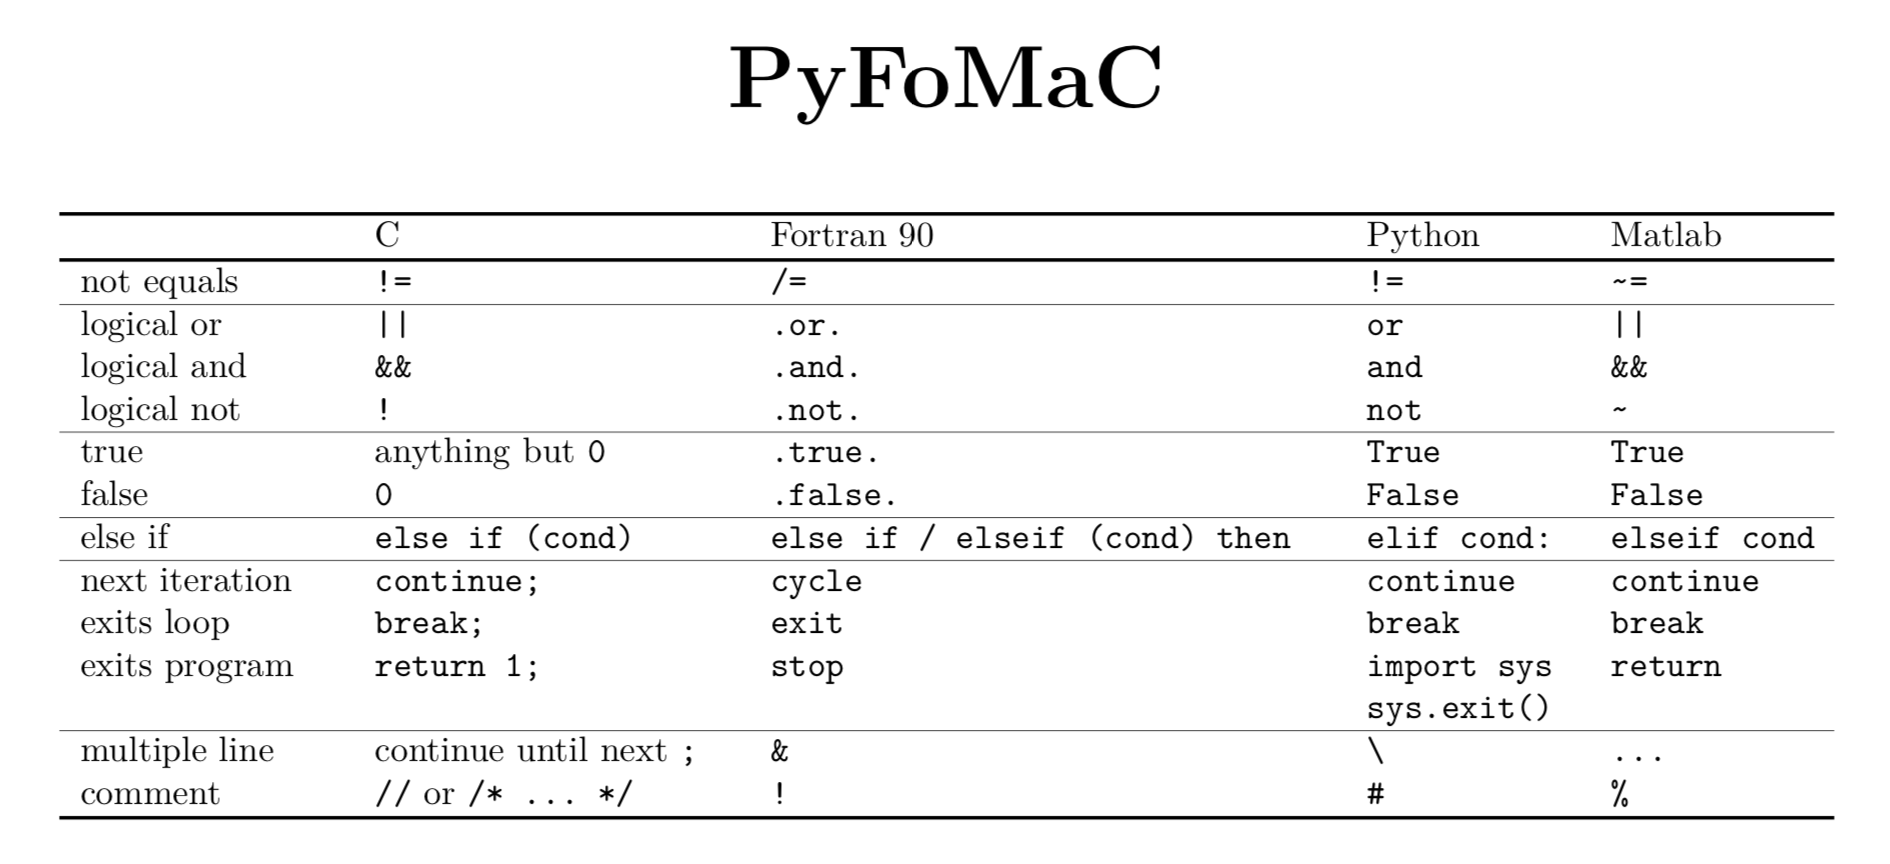 PyFoMaC
C Fortran 90 Python Matlab
not equals != /= != ~=
logical or || .or. or ||
logical and && .and. and &&
logical not ! .not. not ~
true anything but 0 .true. True True
false 0 .false. False False
else if else if (cond) else if / elseif (cond) then elif cond: elseif cond
next iteration continue; cycle continue continue
exits loop break; exit break break
exits program return 1; stop import sys return
sys.exit()
multiple line continue until next ; & \ ...
comment // or /* ... */ ! # %